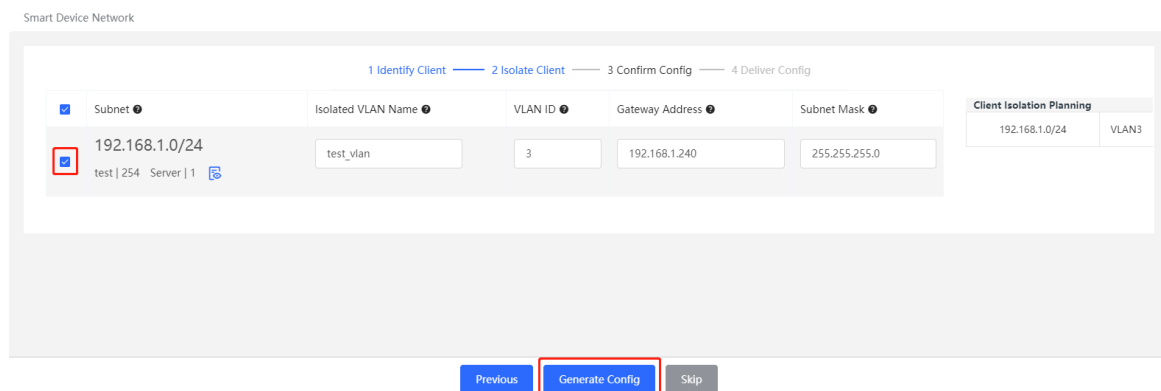 Smart Device Network
1 Identify Client 2 Isolate Client 3 Confirm Config 4 Deliver Config
Subnet Isolated VLAN Name VLAN ID Gateway Address Subnet Mask
192.168.1.0/24
test | 254 Server | 1
test_vlan 3 192.168.1.240 255.255.255.0
Client Isolation Planning
192.168.1.0/24 VLAN3
Previous Generate Config Skip